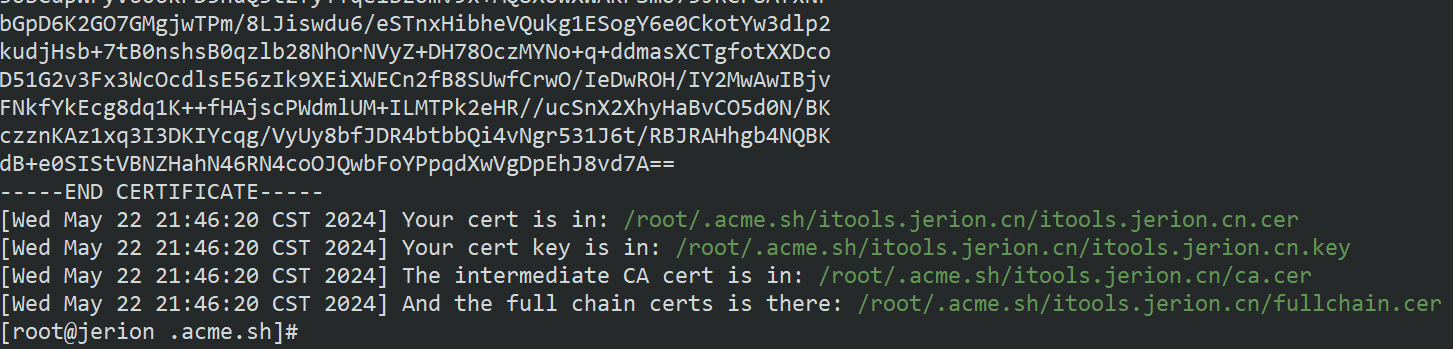 bGpD6K2GO7GMgjwTPm/8LJiswdu6/eSTnxHibheVQukg1ESogY6e0CkotYw3dlp2
kudjHsb+7tB0nshsB0qzlb28NhOrNVyZ+DH78OczMYNo+q+ddmasXCTgfotXXDco
D51G2v3Fx3WcOcdlsE56zIk9XEiXWECn2fB8SUwfCrwO/IeDwROH/IY2MwAwIBjv
FNkfYkEcg8dq1K++fHAjscPWdmlUM+ILMTPk2eHR//ucSnX2XhyHaBvCO5d0N/BK
czznKAz1xq3I3DKIYcqg/VyUy8bfJDR4btbbQi4vNgr531J6t/RBJRAHhgb4NQBK
dB+e0SIStVBNZHahN46RN4coOJQwbFoYPpqdXwVgDpEhJ8vd7A==
-----END CERTIFICATE-----
[Wed May 22 21:46:20 CST 2024] Your cert is in: /root/.acme.sh/itools.jerion.cn/itools.jerion.cn.cer
[Wed May 22 21:46:20 CST 2024] Your cert key is in: /root/.acme.sh/itools.jerion.cn/itools.jerion.cn.key
[Wed May 22 21:46:20 CST 2024] The intermediate CA cert is in: /root/.acme.sh/itools.jerion.cn/ca.cer
[Wed May 22 21:46:20 CST 2024] And the full chain certs is there: /root/.acme.sh/itools.jerion.cn/fullchain.cer
[root@jerion .acme.sh]#